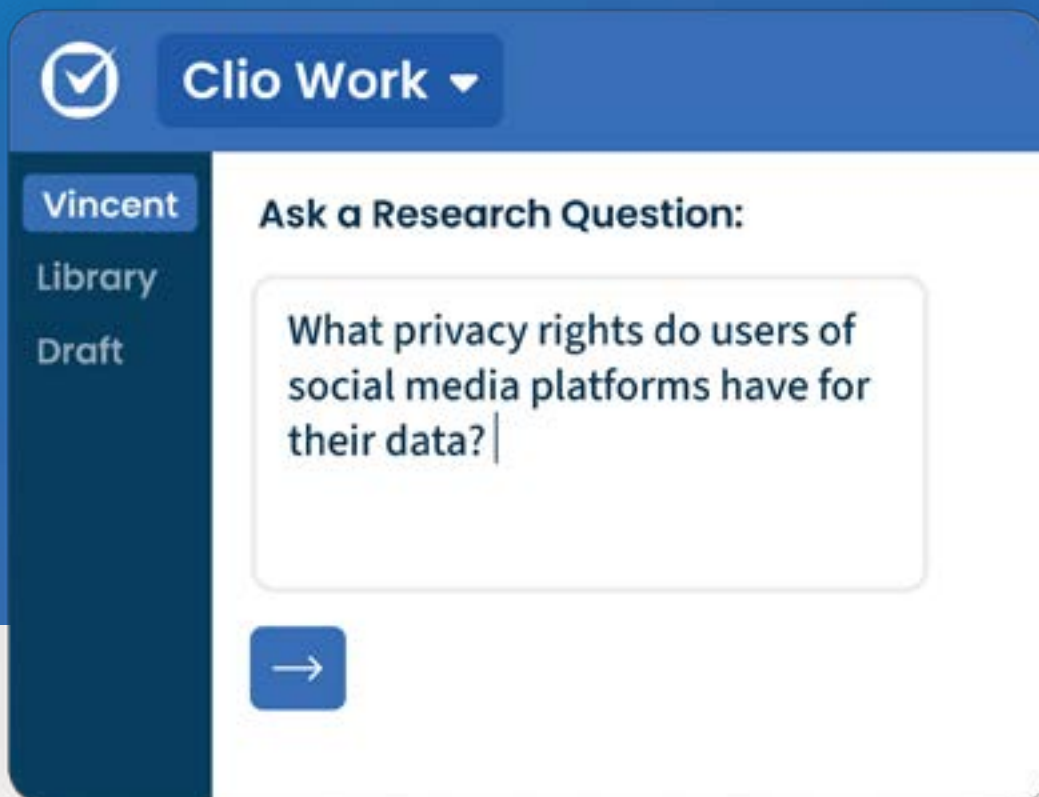 Clio Work
Vincent
Library
Draft
Ask a Research Question:
What privacy rights do users of
social media platforms have for
their data?